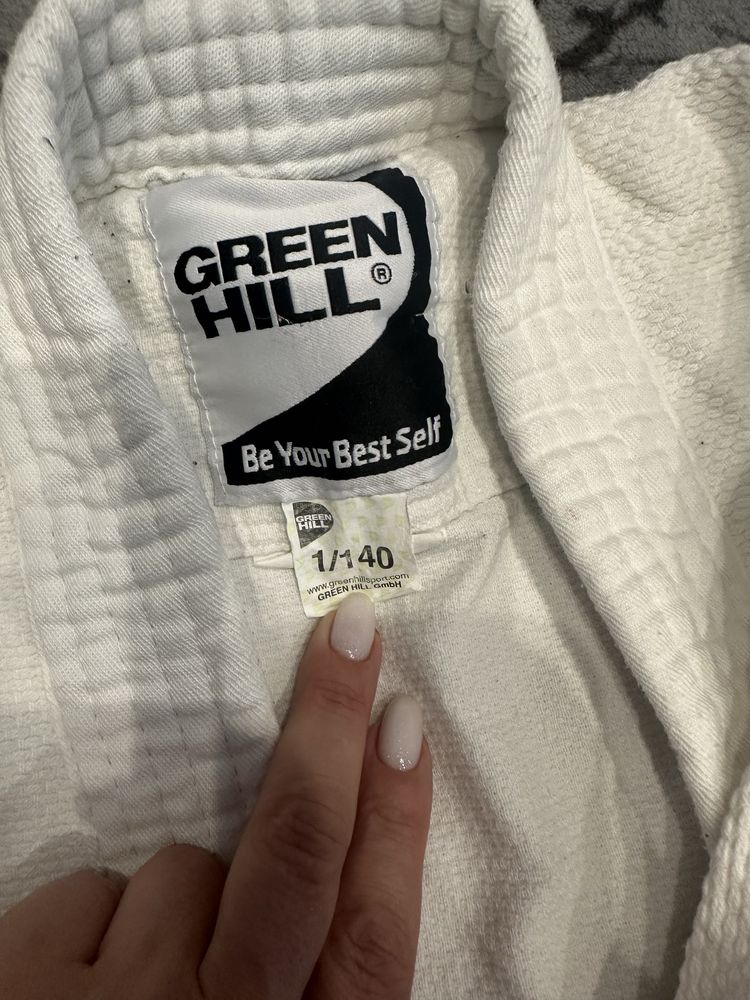 GREEN
HILL®
Be Your Best Self
GREEN
HILL
1/140
www.greenhillsport.com
GREEN HILL GmbH